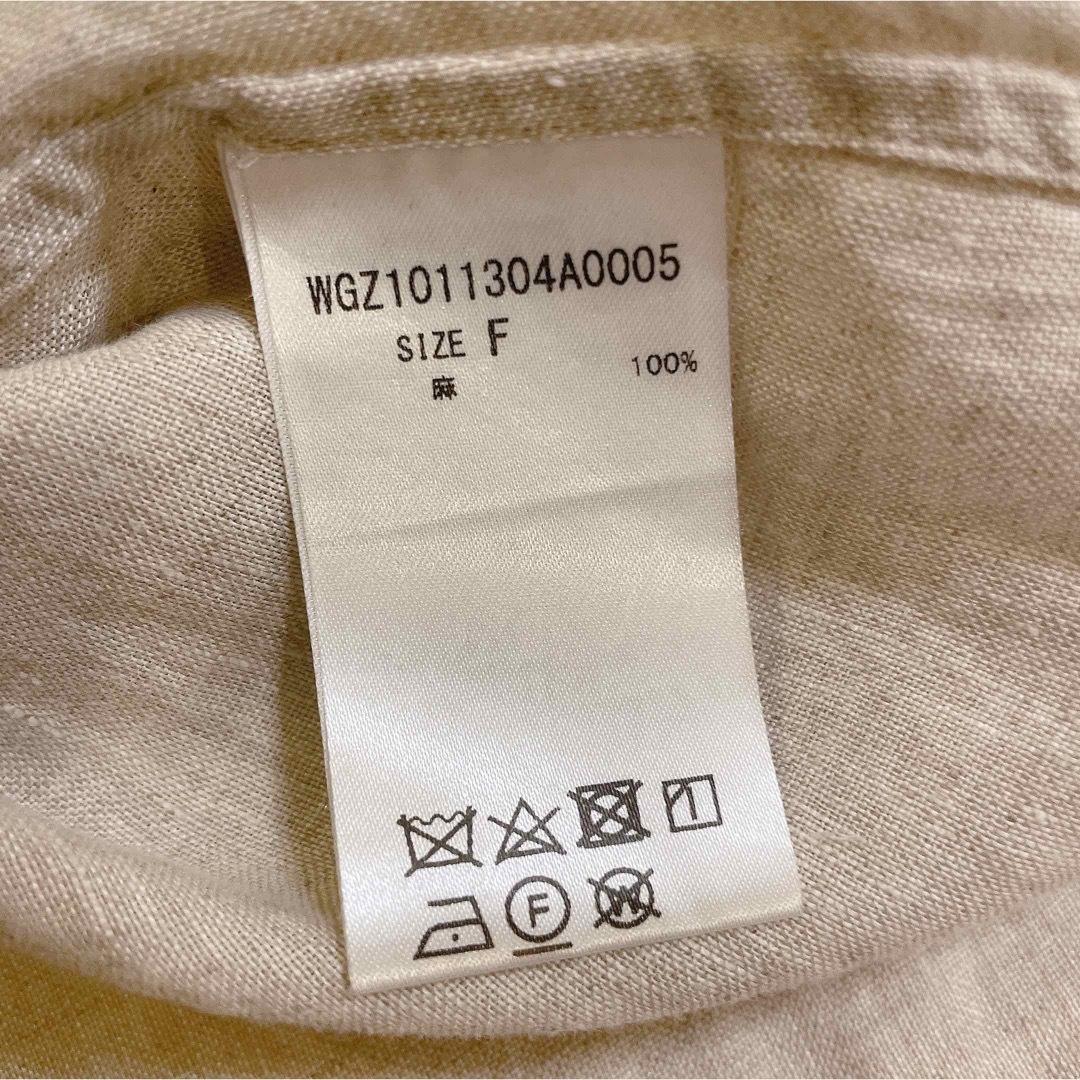 WGZ1011304A0005
SIZE F
麻 100%
F
W